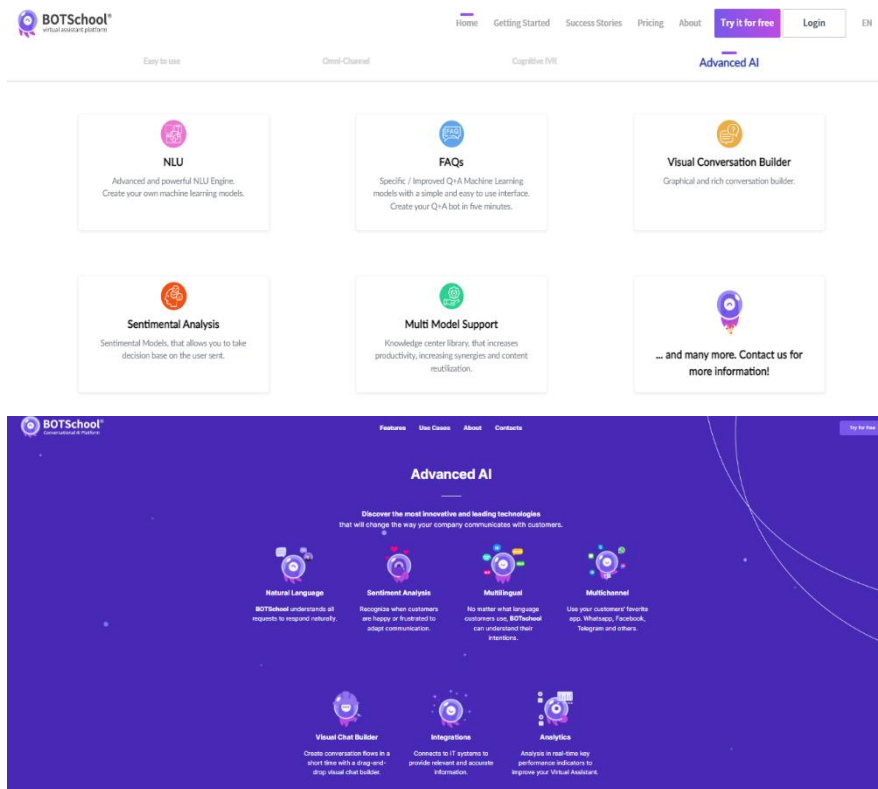 BOTSchool®
virtual assistant platform
Home Getting Started Success Stories Pricing About Try it for free Login EN
Easy to use Omni-Channel Cognitive IVR Advanced AI
NLU
Advanced and powerful NLU Engine.
Create your own machine learning models.
FAQ
FAQs
Specific / Improved Q+A Machine Learning
models with a simple and easy to use interface.
Create your Q+A bot in five minutes.
Visual Conversation Builder
Graphical and rich conversation builder.
Sentimental Analysis
Sentimental Models, that allows you to take
decision base on the user sent.
Multi Model Support
Knowledge center library, that increases
productivity, increasing synergies and content
reutilization.
... and many more. Contact us for
more information!
BOTSchool®
Conversational AI Platform
Features Use Cases About Contacts
Try for Free
Advanced AI
Discover the most innovative and leading technologies
that will change the way your company communicates with customers.
Natural Language
BOTSchool understands all
requests to respond naturally.
Sentiment Analysis
Recognize when customers
are happy or frustrated to
adapt communication.
Multilingual
No matter what language
customers use, BOTschool
can understand their
intentions.
Multichannel
Use your customers' favorite
app. Whatsapp, Facebook,
Telegram and others.
Visual Chat Builder
Create conversation flows in a
short time with a drag-and-
drop visual chat builder.
Integrations
Connects to IT systems to
provide relevant and accurate
information.
Analytics
Analysis in real-time key
performance indicators to
improve your Virtual Assistant.